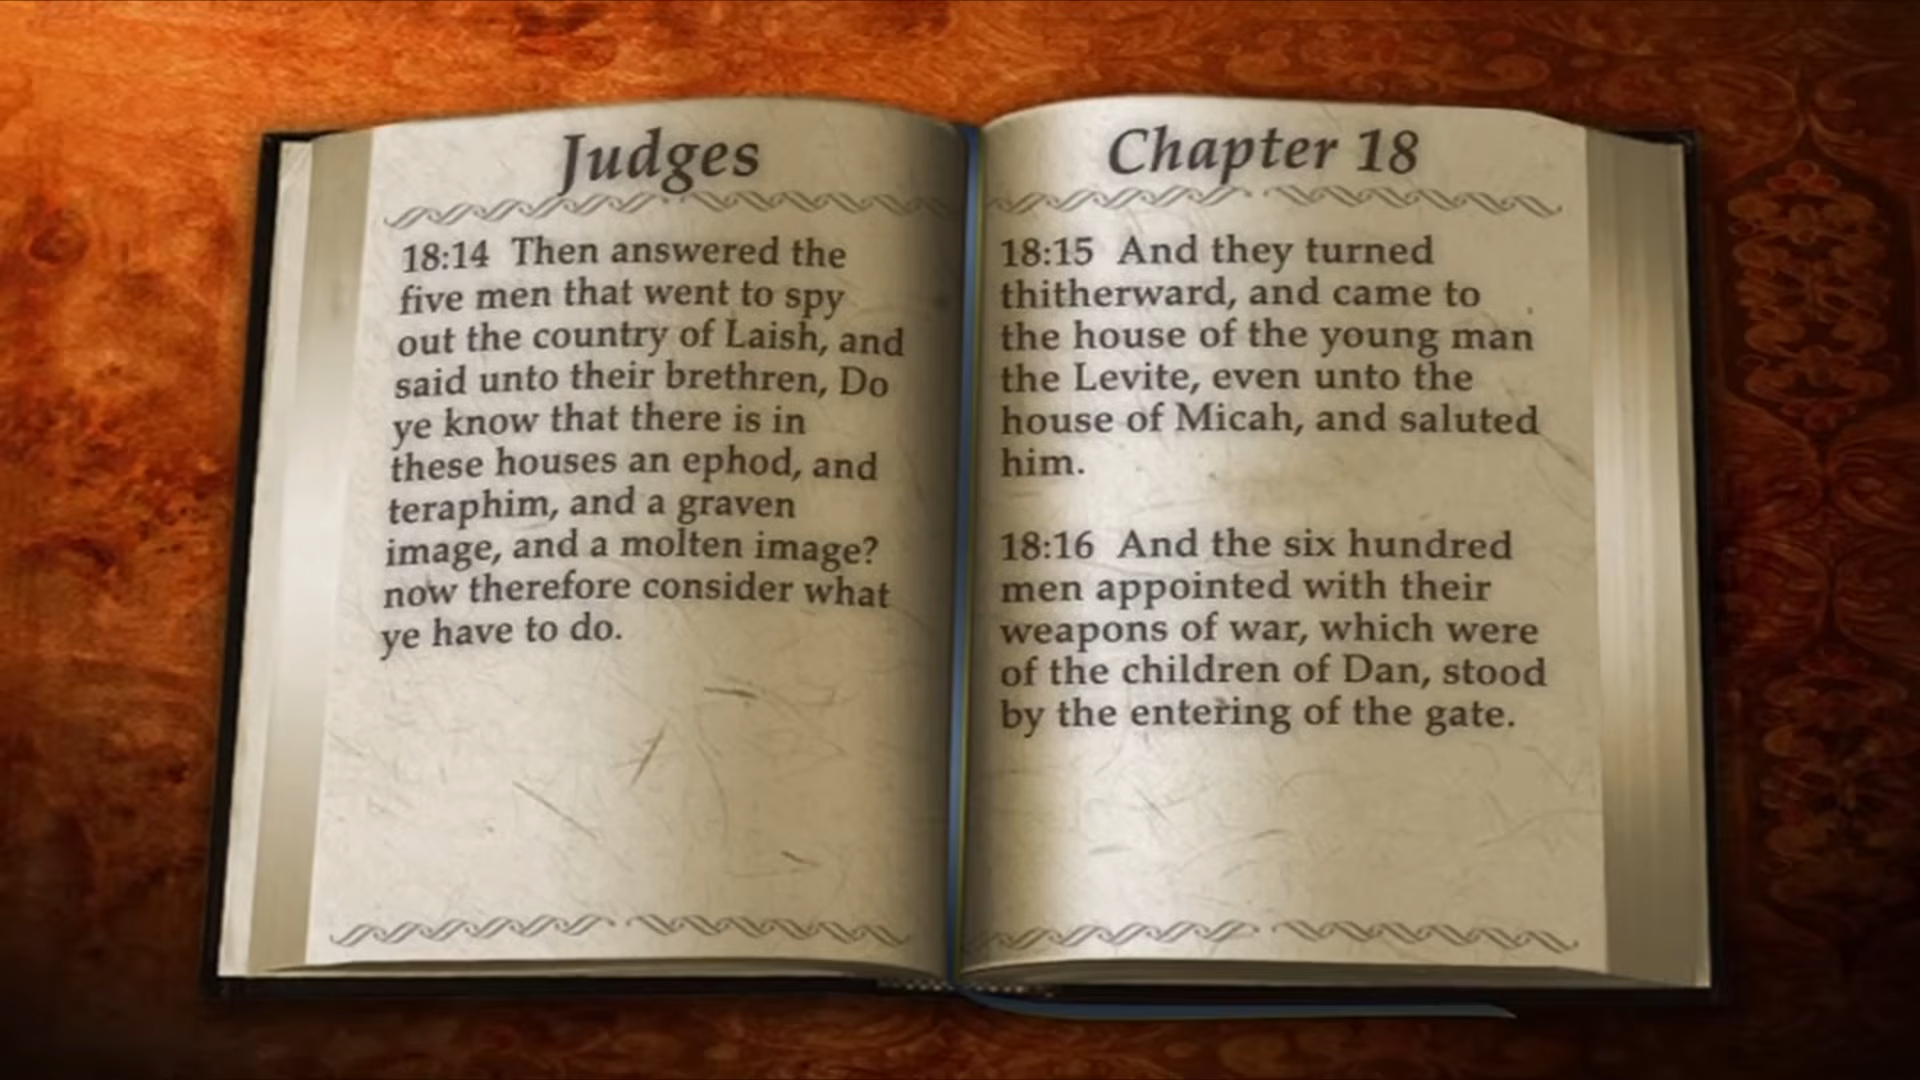 Judges
18:14 Then answered the
five men that went to spy
out the country of Laish, and
said unto their brethren, Do
ye know that there is in
these houses an ephod, and
teraphim, and a graven
image, and a molten image?
now therefore consider what
ye have to do.
Chapter 18
18:15 And they turned
thitherward, and came to
the house of the young man
the Levite, even unto the
house of Micah, and saluted
him.
18:16 And the six hundred
men appointed with their
weapons of war, which were
of the children of Dan, stood
by the entering of the gate.